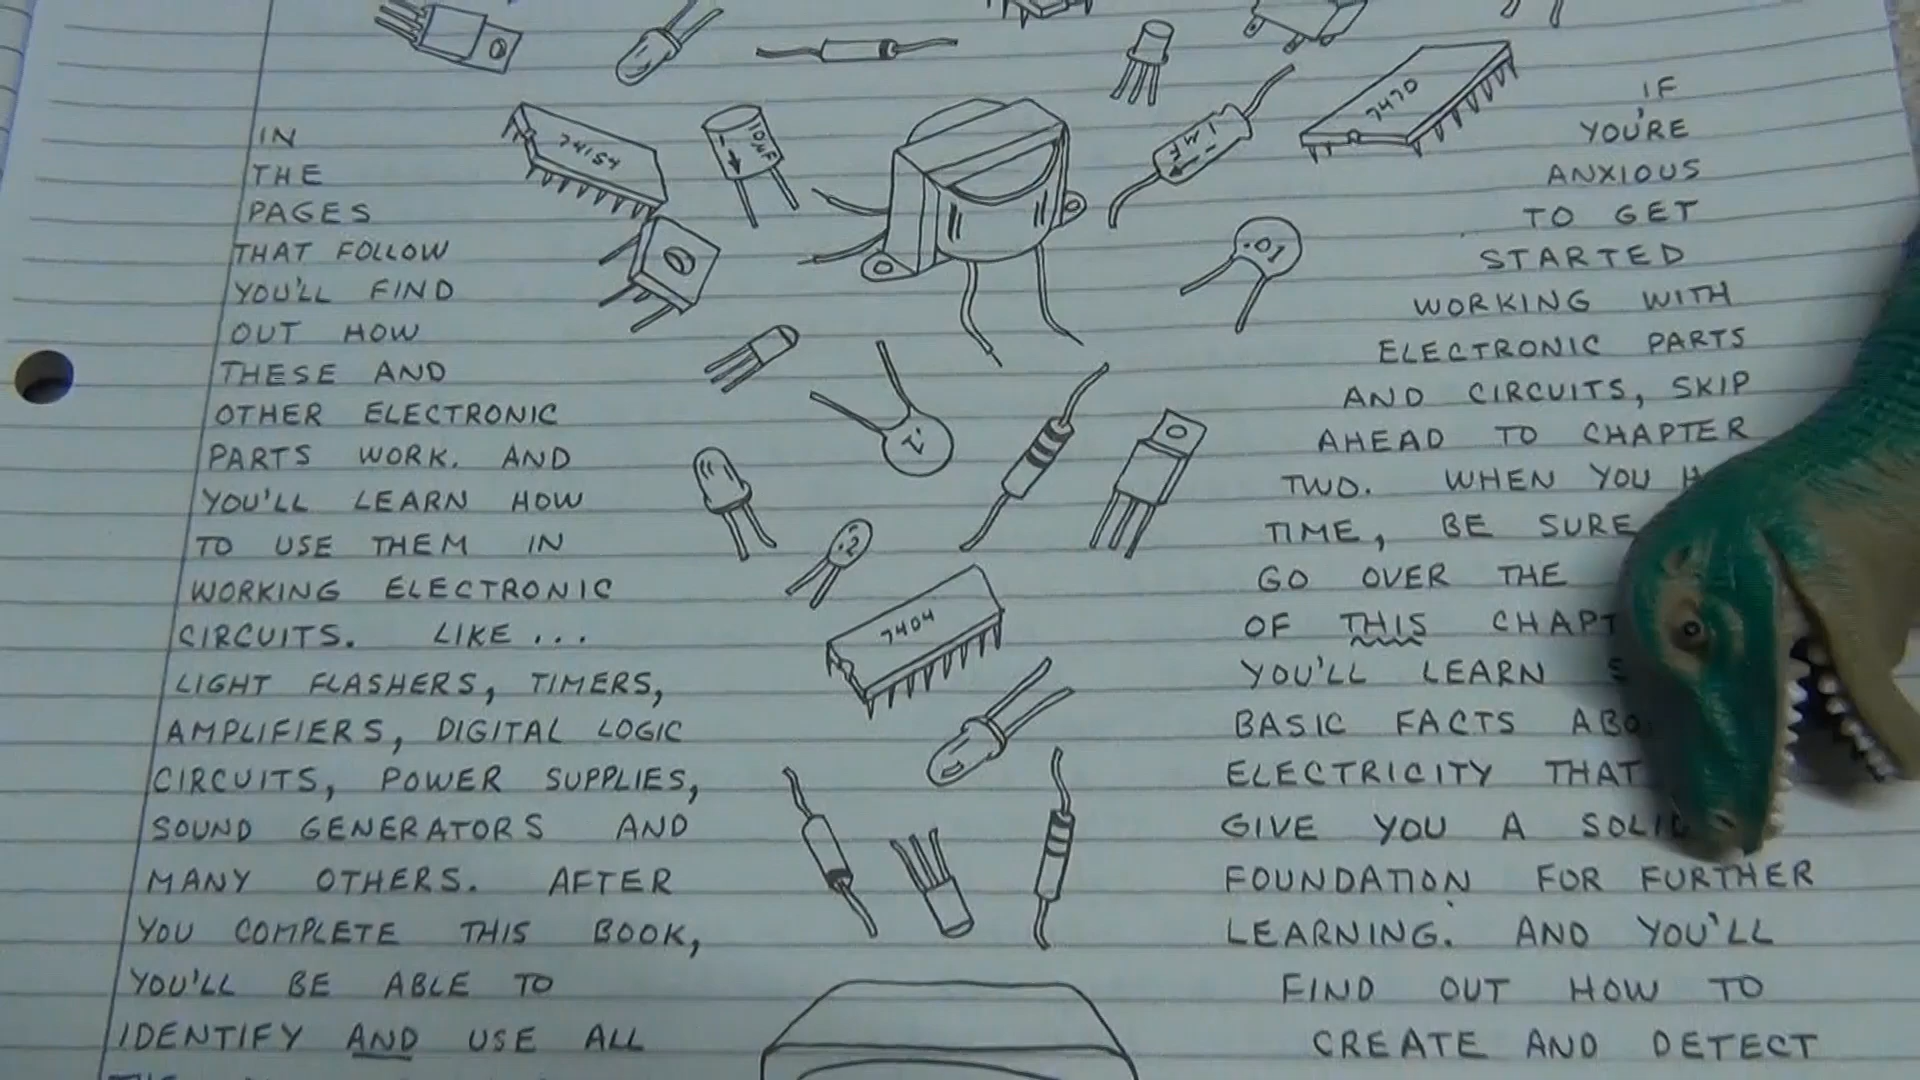 IN
THE
PAGES
THAT FOLLOW
YOU'LL FIND
OUT HOW
THESE AND
OTHER ELECTRONIC
PARTS WORK. AND
YOU'LL LEARN HOW
TO USE THEM IN
WORKING ELECTRONIC
CIRCUITS. LIKE...
LIGHT FLASHERS, TIMERS,
AMPLIFIERS, DIGITAL LOGIC
CIRCUITS, POWER SUPPLIES,
SOUND GENERATORS AND
MANY OTHERS. AFTER
YOU COMPLETE THIS BOOK,
YOU'LL BE ABLE TO
IDENTIFY AND USE ALL
74154
10µF
1µF
7470
.01
.1
.2
7404
IF
YOU'RE
ANXIOUS
TO GET
STARTED
WORKING WITH
ELECTRONIC PARTS
AND CIRCUITS, SKIP
AHEAD TO CHAPTER
TWO. WHEN YOU
TIME, BE SURE
GO OVER THE
OF THIS
YOU'LL LEARN
BASIC FACTS
ELECTRICITY THAT
GIVE YOU A
FOUNDATION FOR FURTHER
LEARNING. AND YOU'LL
FIND OUT HOW TO
CREATE AND DETECT